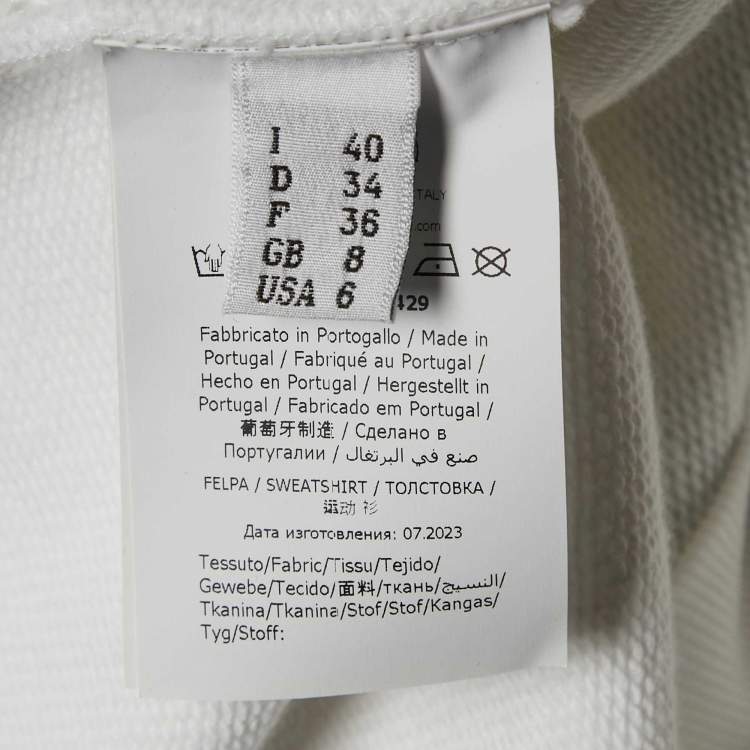 I 40
D 34
F 36
GB 8
USA 6
ITALY
.com
429
Fabbricato in Portogallo / Made in
Portugal / Fabriqué au Portugal /
Hecho en Portugal / Hergestellt in
Portugal / Fabricado em Portugal /
葡萄牙制造 / Сделано в
Португалии / صنع في البرتغال
FELPA / SWEATSHIRT / ТОЛСТОВКА /
运动 衫
Дата изготовления: 07.2023
Tessuto/Fabric/Tissu/Tejido/
Gewebe/Tecido/面料/ткань/النسيج/
Tkanina/Tkanina/Stof/Stof/Kangas/
Tyg/Stoff: